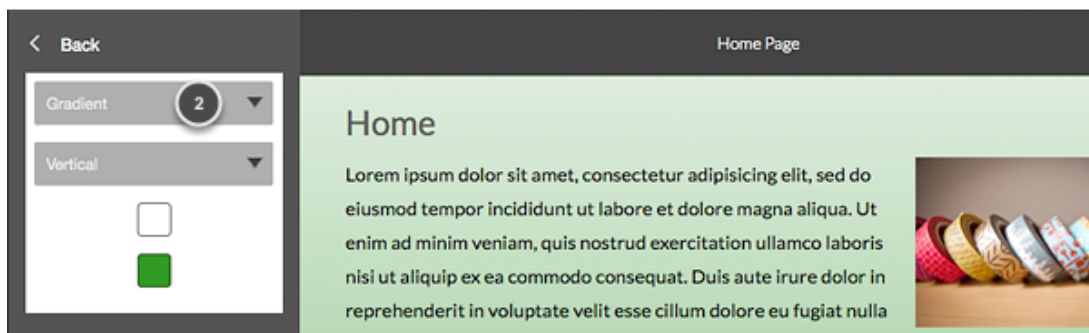 Back
Home Page
Gradient
2
Vertical
Home
Lorem ipsum dolor sit amet, consectetur adipisicing elit, sed do
eiusmod tempor incididunt ut labore et dolore magna aliqua. Ut
enim ad minim veniam, quis nostrud exercitation ullamco laboris
nisi ut aliquip ex ea commodo consequat. Duis aute irure dolor in
reprehenderit in voluptate velit esse cillum dolore eu fugiat nulla